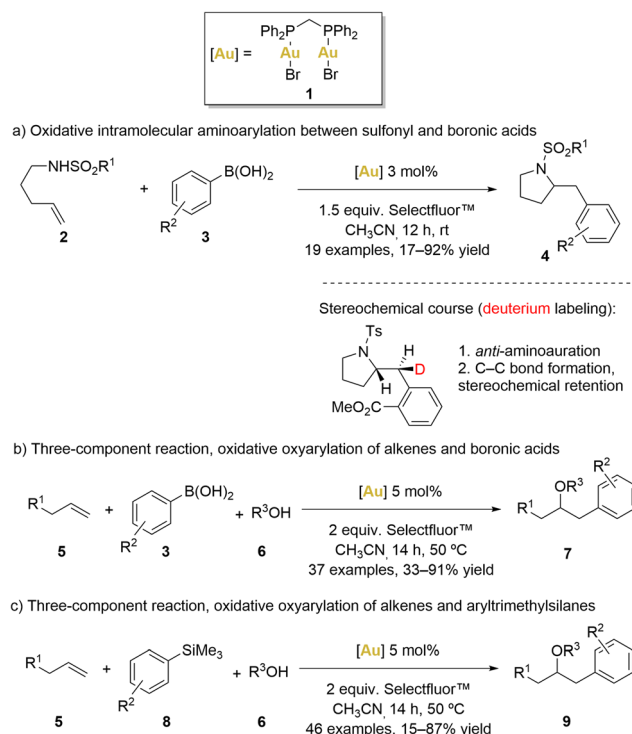 Ph2P PPh2
[Au] = Au Au
Br Br
1
a) Oxidative intramolecular aminoarylation between sulfonyl and boronic acids
NHSO2R1
2
+
B(OH)2
R2
3
[Au] 3 mol%
1.5 equiv. Selectfluor™
CH3CN, 12 h, rt
19 examples, 17–92% yield
SO2R1
N
R2
4
Stereochemical course (deuterium labeling):
Ts
N H
D
H
MeO2C
1. anti-aminoauration
2. C–C bond formation,
stereochemical retention
b) Three-component reaction, oxidative oxyarylation of alkenes and boronic acids
R1
5
+
B(OH)2
R2
3
+ R3OH
6
[Au] 5 mol%
2 equiv. Selectfluor™
CH3CN, 14 h, 50 ºC
37 examples, 33–91% yield
R2
OR3
R1
7
c) Three-component reaction, oxidative oxyarylation of alkenes and aryltrimethylsilanes
R1
5
+
SiMe3
R2
8
+ R3OH
6
[Au] 5 mol%
2 equiv. Selectfluor™
CH3CN, 14 h, 50 ºC
46 examples, 15–87% yield
R2
OR3
R1
9